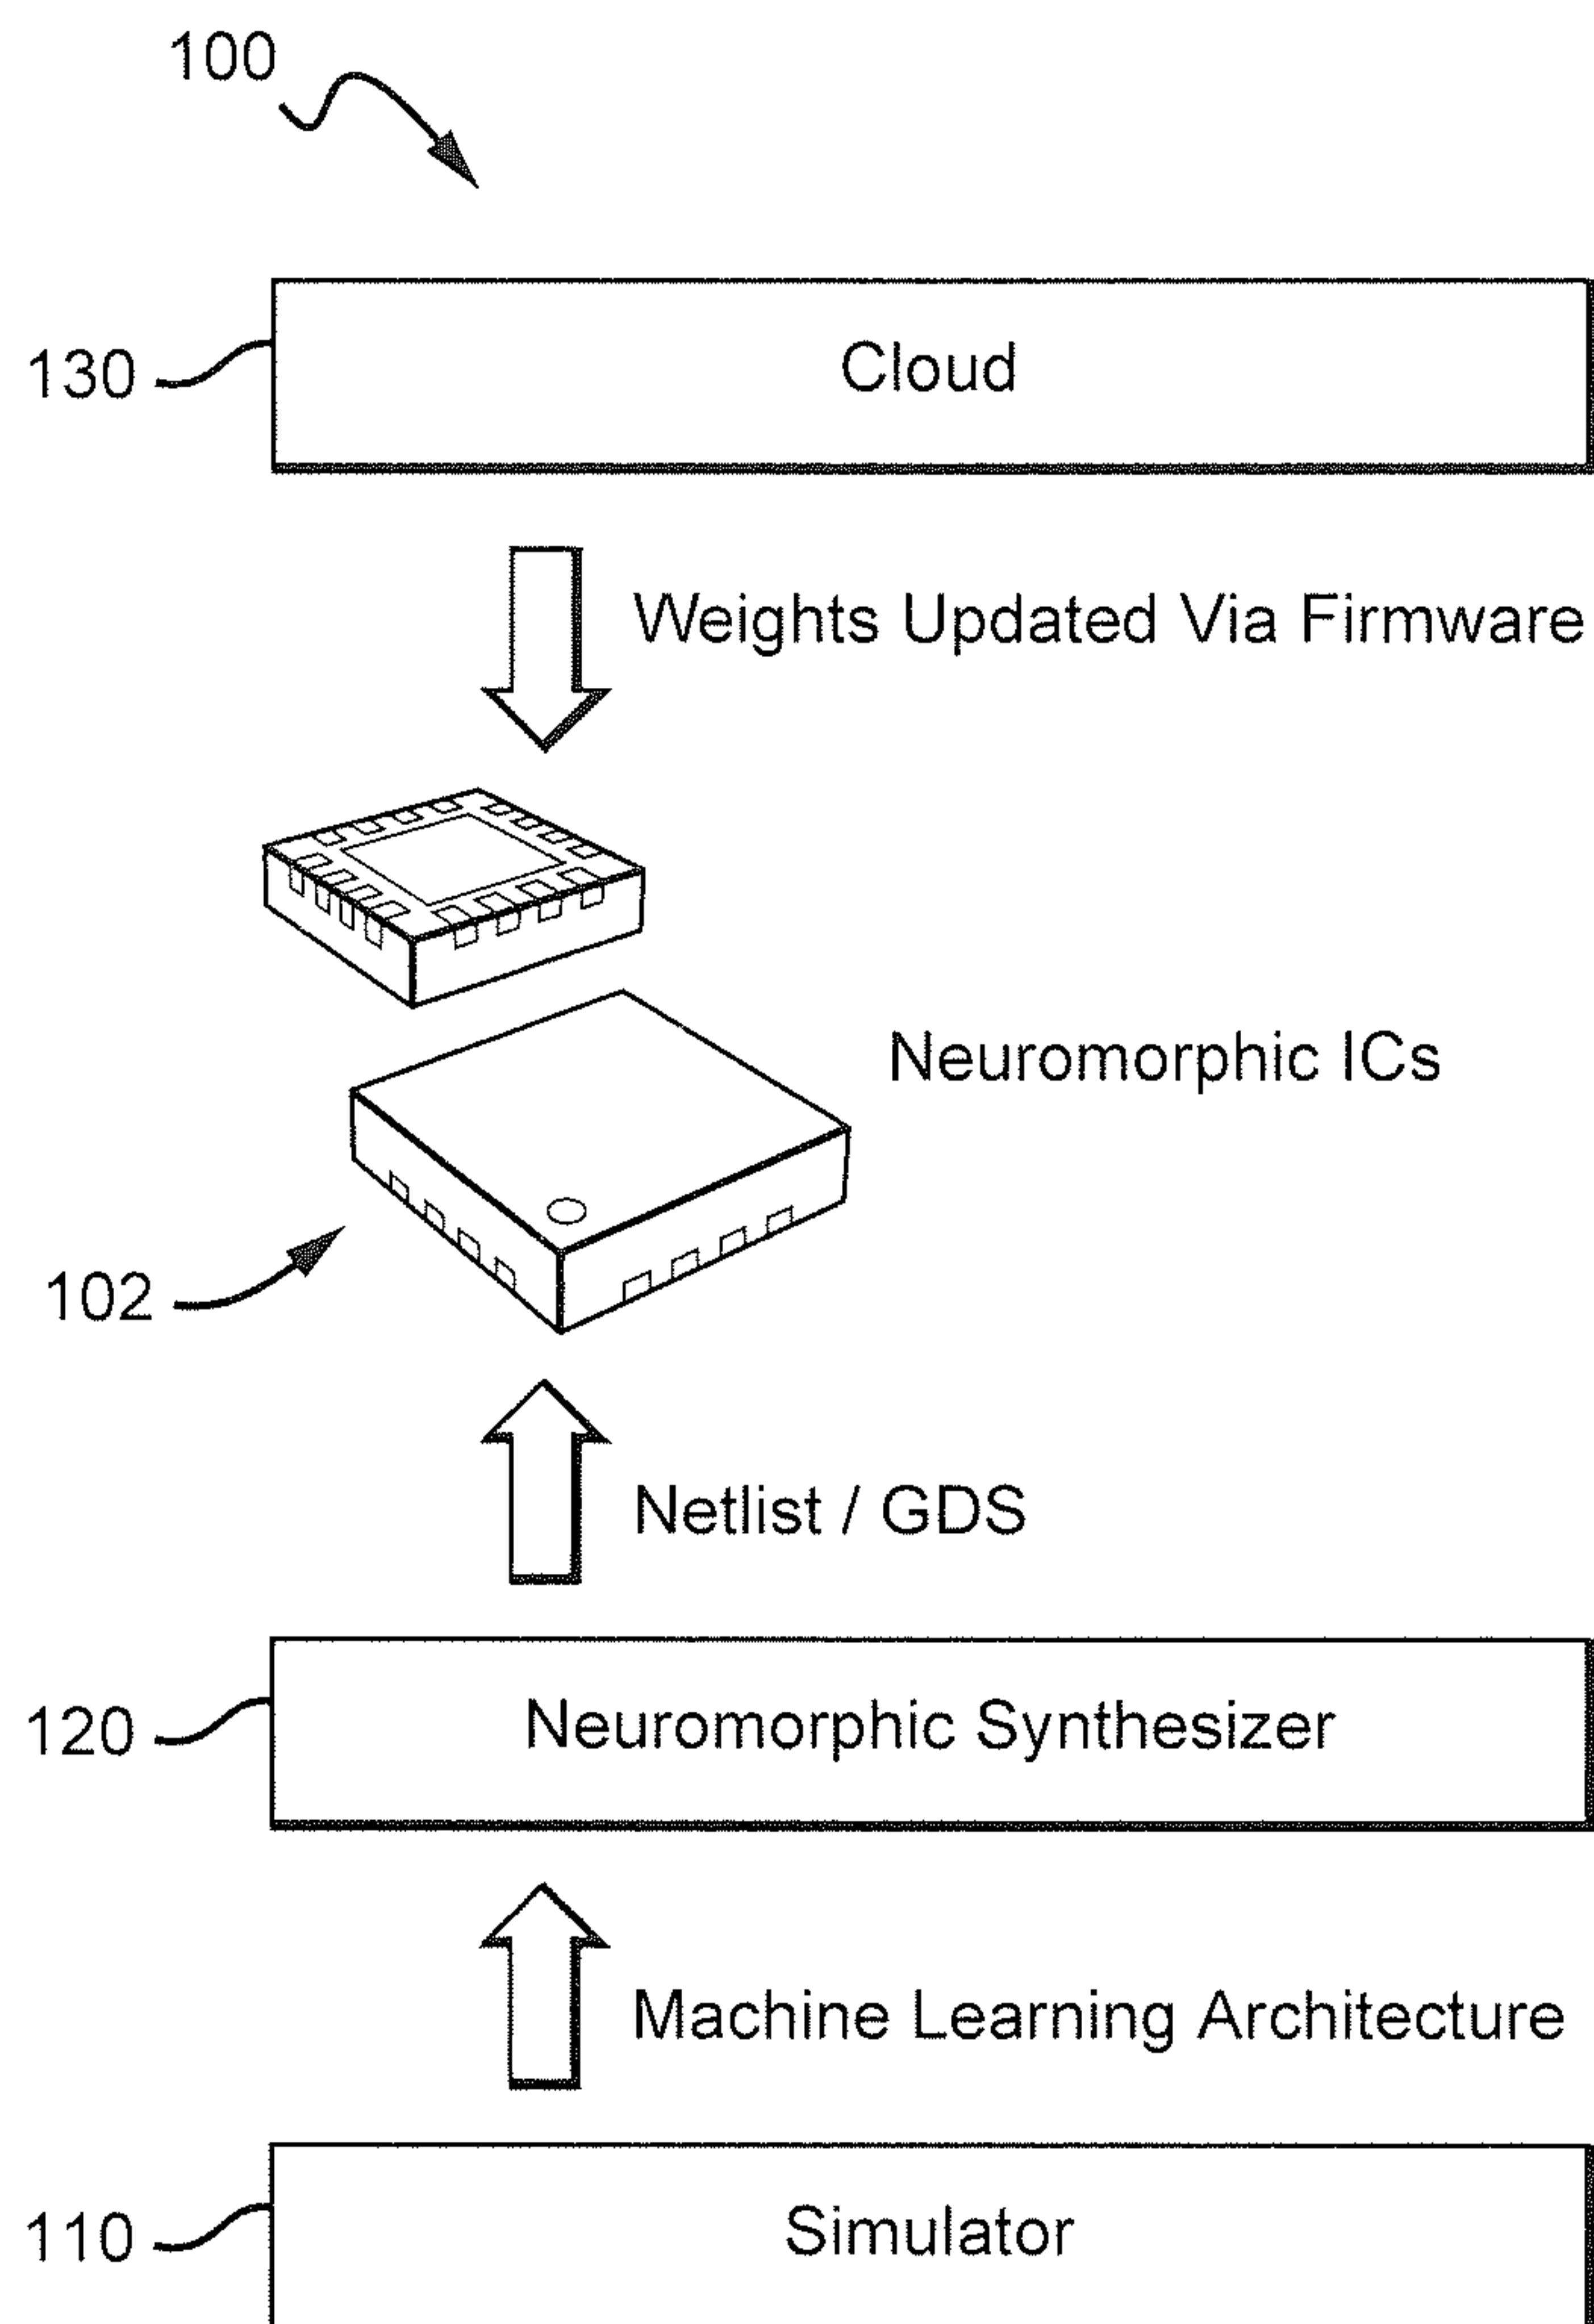 100
130
Cloud
Weights Updated Via Firmware
Neuromorphic ICs
102
Netlist / GDS
120
Neuromorphic Synthesizer
Machine Learning Architecture
110
Simulator